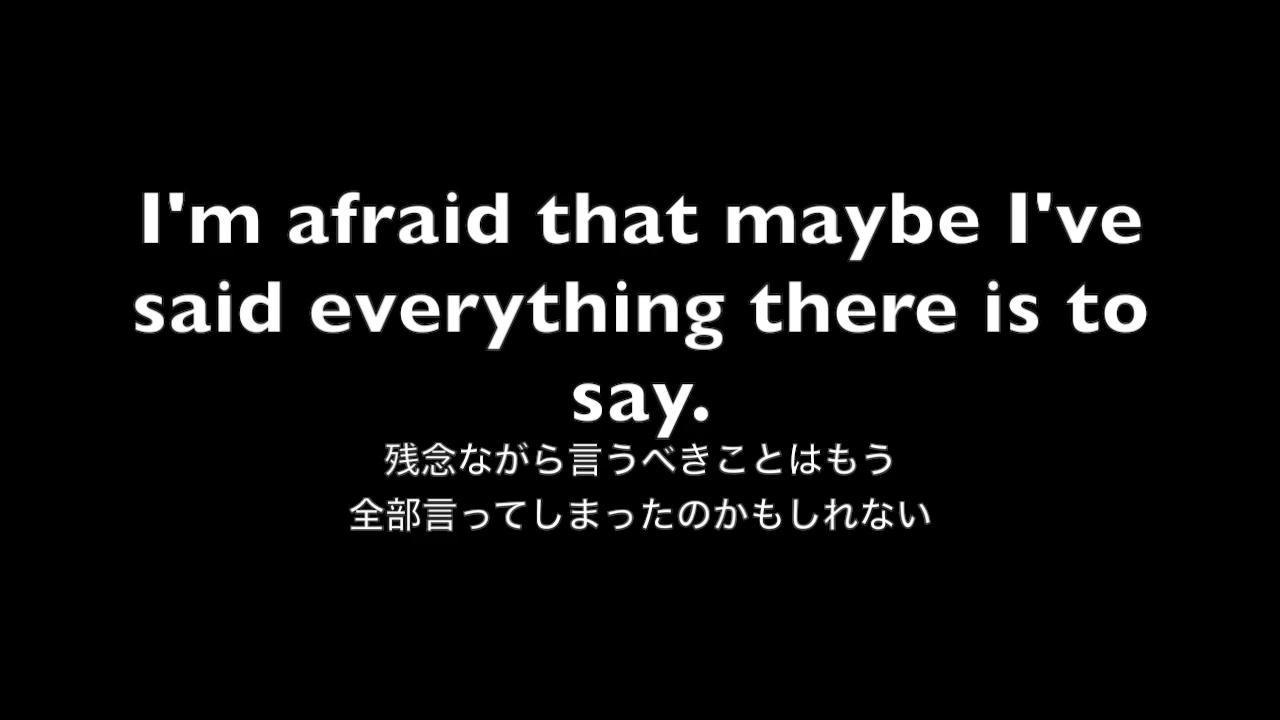 I'm afraid that maybe I've
said everything there is to
say.
残念ながら言うべきことはもう
全部言ってしまったのかもしれない